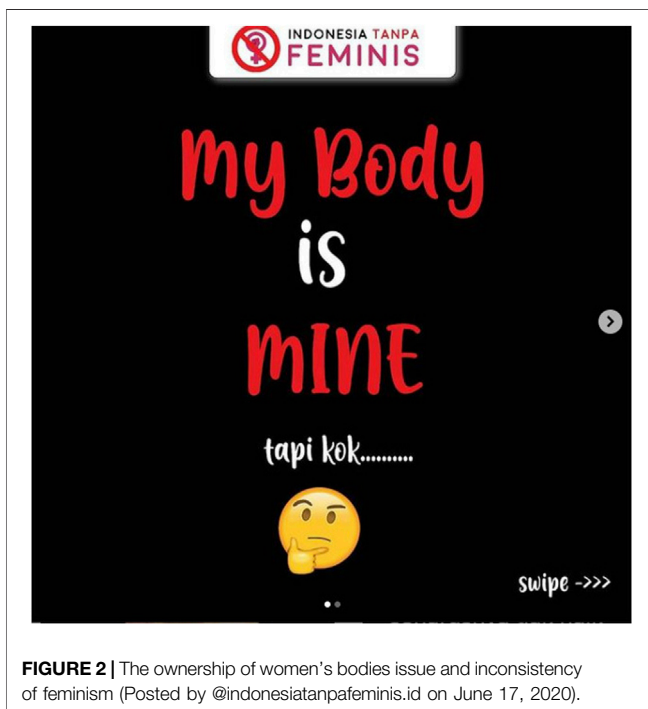 INDONESIA TANPA
FEMINIS
my Body
is
MINE
tapi kok..........
swipe ->>>
FIGURE 2 | The ownership of women's bodies issue and inconsistency
of feminism (Posted by @indonesiatanpafeminis.id on June 17, 2020).